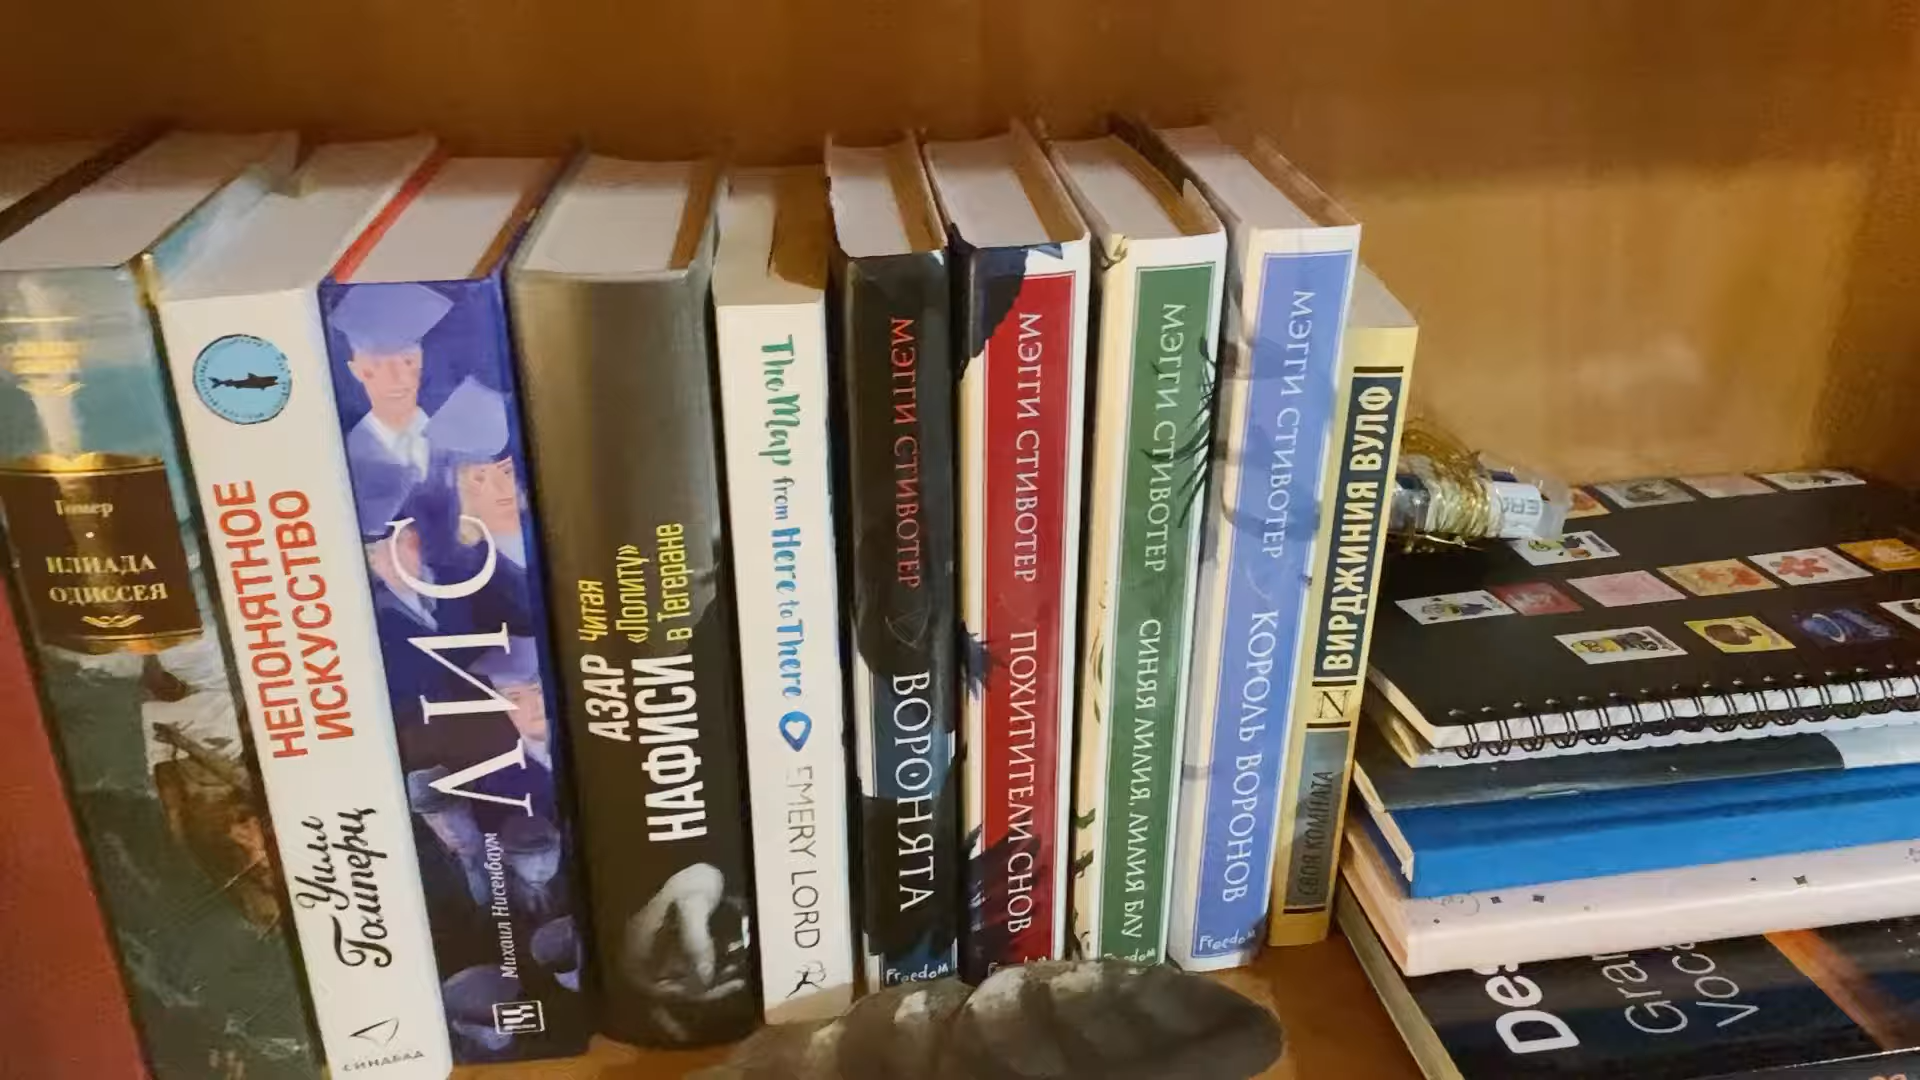 Гомер
ИЛИАДА
ОДИССЕЯ
НЕПОНЯТНОЕ
ИСКУССТВО
Уилл
Гомперц
СИНДБАД
ЛИС
Михаил Нисенбаум
АЗАР
НАФИСИ
Читая
«Лолиту»
в Тегеране
The Map from Here to There
EMERY LORD
МЭГГИ СТИВОТЕР
ВОРОНЯТА
Freedom
МЭГГИ СТИВОТЕР
ПОХИТИТЕЛИ СНОВ
МЭГГИ СТИВОТЕР
СИНЯЯ ЛИЛИЯ, ЛИЛИЯ БЛУ
МЭГГИ СТИВОТЕР
КОРОЛЬ ВОРОНОВ
Freedom
ВИРДЖИНИЯ ВУЛФ
СВОЯ КОМНАТА